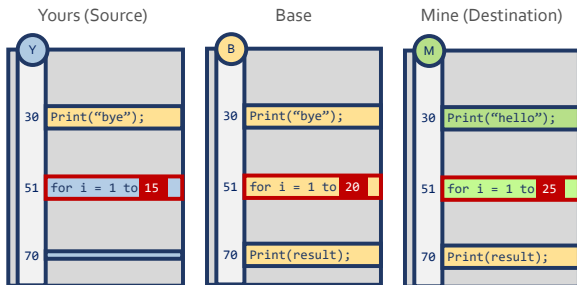 Yours (Source)
Base
Mine (Destination)
Y
B
M
30 Print(“bye”);
30 Print(“bye”);
30 Print(“hello”);
51 for i = 1 to 15
51 for i = 1 to 20
51 for i = 1 to 25
70
70 Print(result);
70 Print(result);